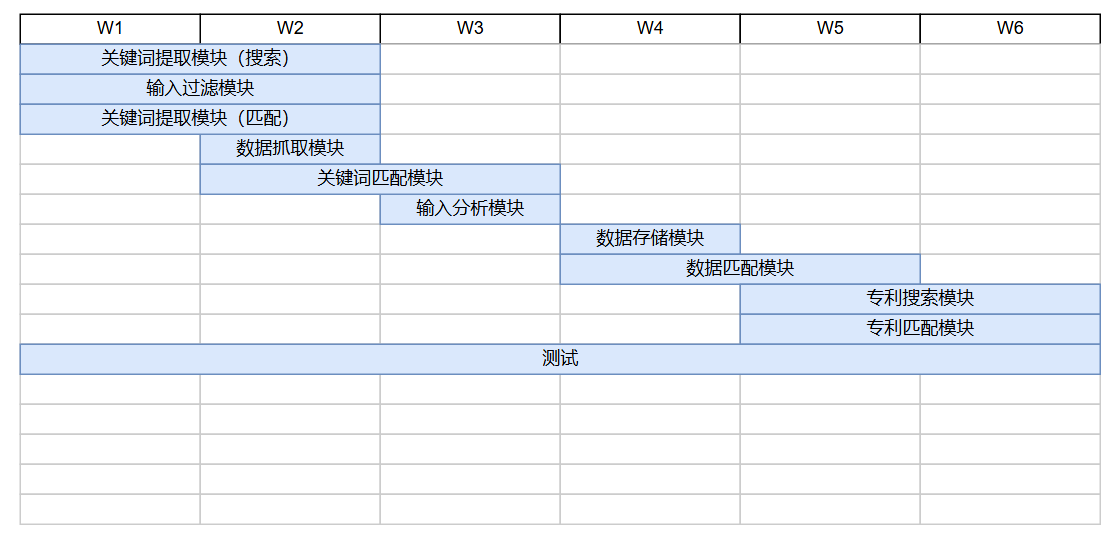 W1 W2 W3 W4 W5 W6
关键词提取模块（搜索）
输入过滤模块
关键词提取模块（匹配）
数据抓取模块
关键词匹配模块
输入分析模块
数据存储模块
数据匹配模块
专利搜索模块
专利匹配模块
测试